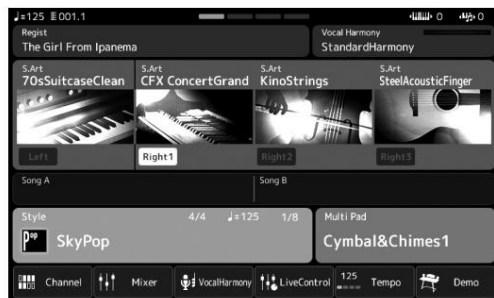 ♩=125 001.1
0 0
Regist
The Girl From Ipanema
Vocal Harmony
StandardHarmony
S.Art
70sSuitcaseClean
S.Art
CFX ConcertGrand
S.Art
KinoStrings
S.Art
SteelAcousticFinger
Left
Right1
Right2
Right3
Song A
Song B
Style 4/4 ♩=125 1/8
Pop
SkyPop
Multi Pad
Cymbal&Chimes1
Channel
Mixer
VocalHarmony
LiveControl
125
Tempo
Demo